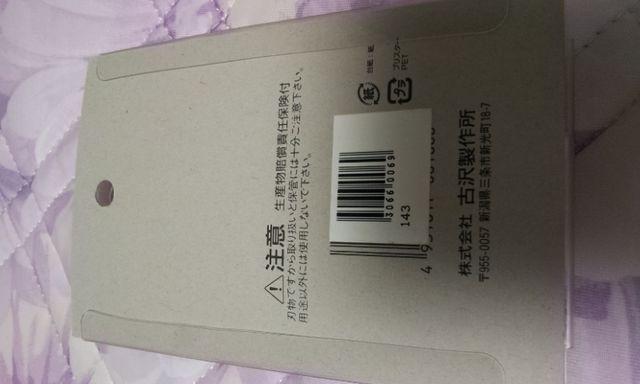 ⚠注意 生産物賠償責任保険付
刃物ですから取り扱いと保管には十分ご注意下さい。
用途以外には使用しないで下さい。
紙
台紙：紙
プラ
ブリスター：
PET
30660069
143
株式会社 古沢製作所
〒955-0057 新潟県三条市新光町18-7